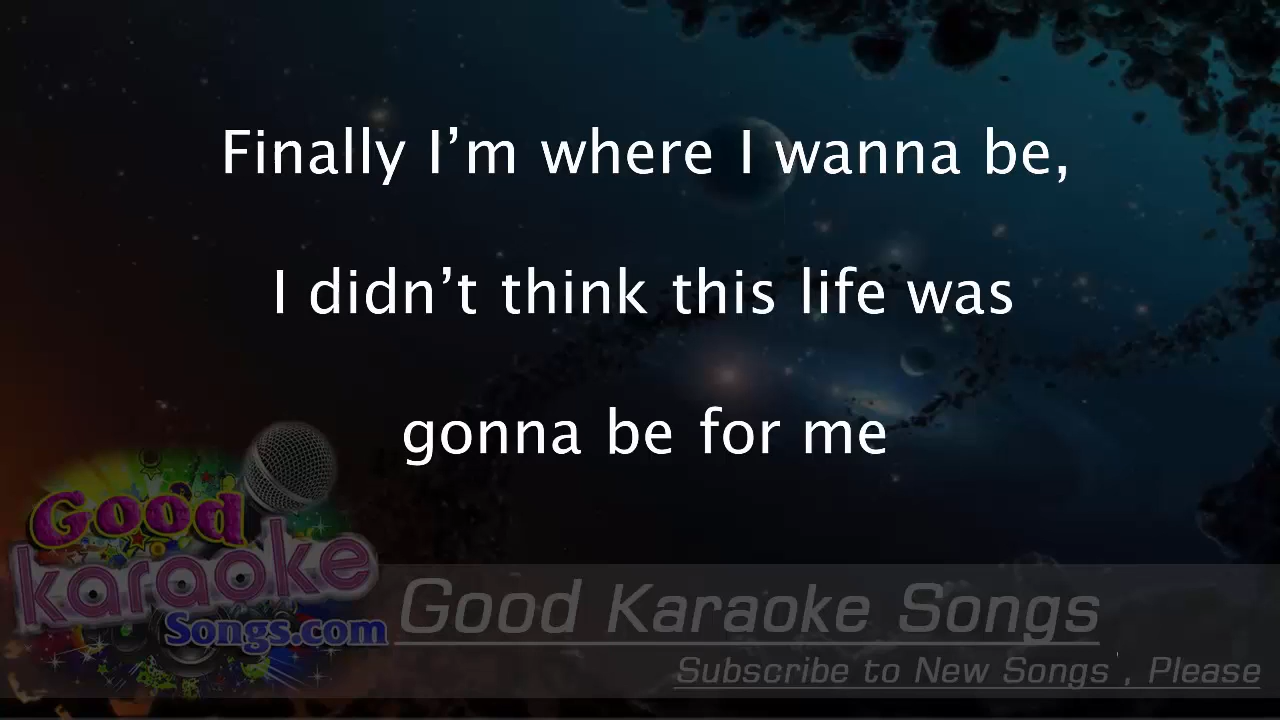 Finally I’m where I wanna be,
I didn’t think this life was
gonna be for me
Good
karaoke
Songs.com
Good Karaoke Songs
Subscribe to New Songs , Please